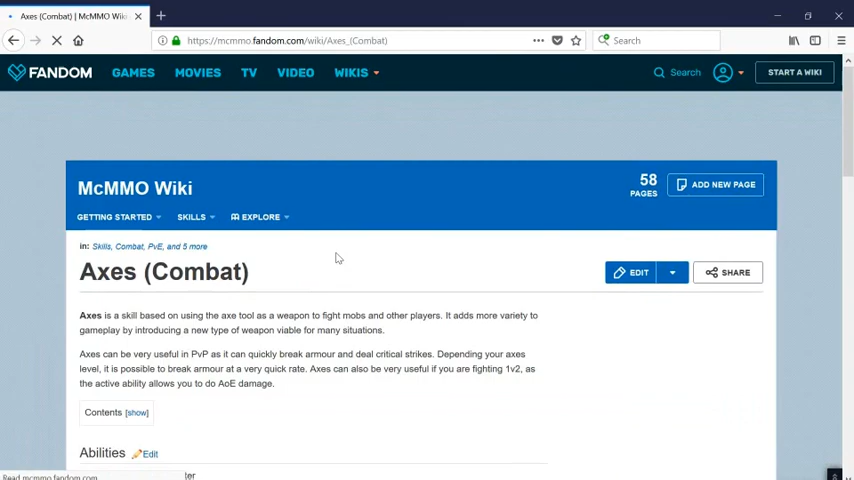 Axes (Combat) | McMMO Wiki
https://mcmmo.fandom.com/wiki/Axes_(Combat)
Search
FANDOM GAMES MOVIES TV VIDEO WIKIS Search START A WIKI
McMMO Wiki
58 PAGES
ADD NEW PAGE
GETTING STARTED SKILLS EXPLORE
in: Skills, Combat, PvE, and 5 more
Axes (Combat)
EDIT SHARE
Axes is a skill based on using the axe tool as a weapon to fight mobs and other players. It adds more variety to
gameplay by introducing a new type of weapon viable for many situations.
Axes can be very useful in PvP as it can quickly break armour and deal critical strikes. Depending your axes
level, it is possible to break armour at a very quick rate. Axes can also be very useful if you are fighting 1v2, as
the active ability allows you to do AoE damage.
Contents [show]
Abilities Edit
Read mcmmo.fandom.com